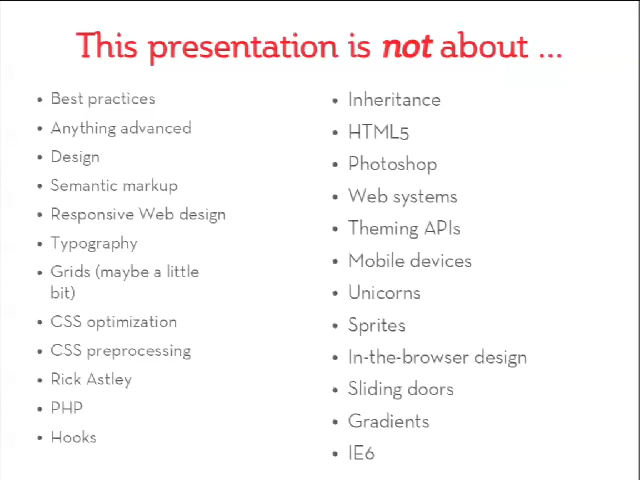 This presentation is not about ...
• Best practices
• Anything advanced
• Design
• Semantic markup
• Responsive Web design
• Typography
• Grids (maybe a little
bit)
• CSS optimization
• CSS preprocessing
• Rick Astley
• PHP
• Hooks
• Inheritance
• HTML5
• Photoshop
• Web systems
• Theming APIs
• Mobile devices
• Unicorns
• Sprites
• In-the-browser design
• Sliding doors
• Gradients
• IE6